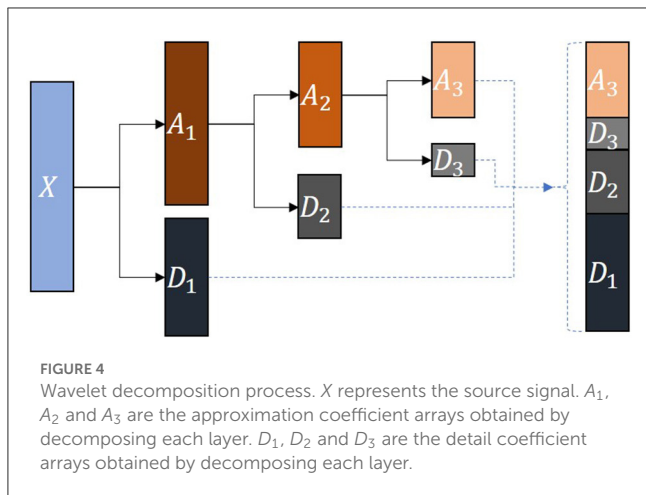 X
A₁
D₁
A₂
D₂
A₃
D₃
A₃
D₃
D₂
D₁
FIGURE 4
Wavelet decomposition process. X represents the source signal. A₁,
A₂ and A₃ are the approximation coefficient arrays obtained by
decomposing each layer. D₁, D₂ and D₃ are the detail coefficient
arrays obtained by decomposing each layer.